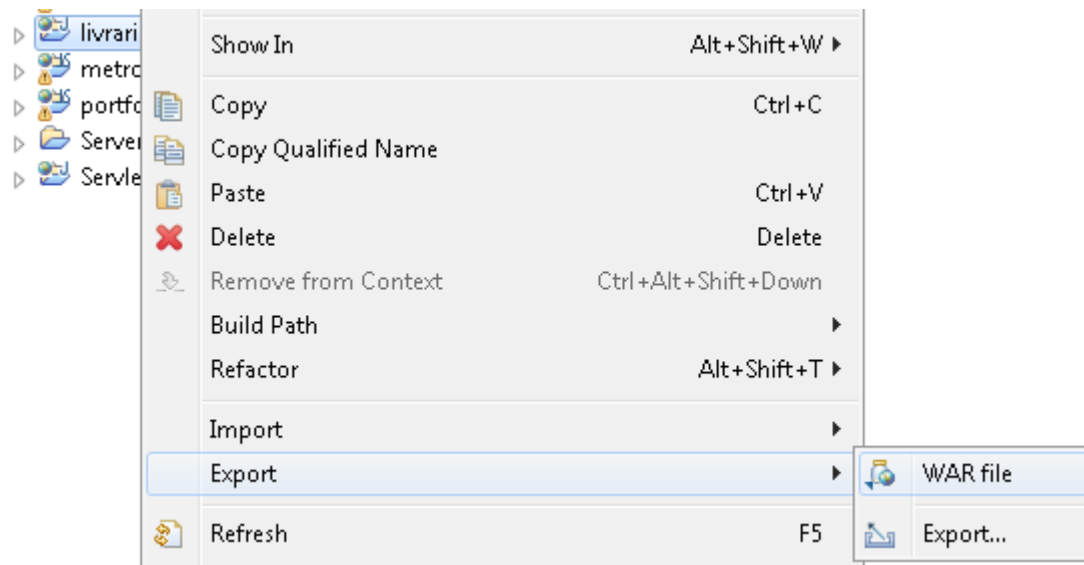 livrari
metro
portfo
Server
Servle
Show In Alt+Shift+W
Copy Ctrl+C
Copy Qualified Name
Paste Ctrl+V
Delete Delete
Remove from Context Ctrl+Alt+Shift+Down
Build Path
Refactor Alt+Shift+T
Import
Export
WAR file
Refresh F5
Export...